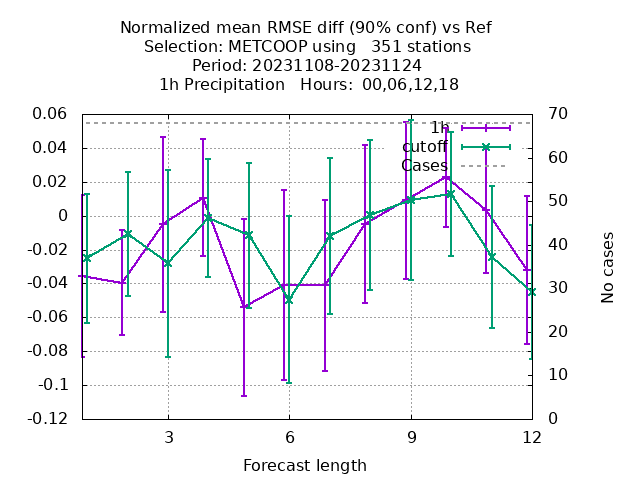 Normalized mean RMSE diff (90% conf) vs Ref
Selection: METCOOP using   351 stations
Period: 20231108-20231124
1h Precipitation   Hours:  00,06,12,18
0.06
0.04
0.02
0
-0.02
-0.04
-0.06
-0.08
-0.1
-0.12
70
60
50
40
30
20
10
0
1h
cutoff
Cases
No cases
3
6
9
12
Forecast length